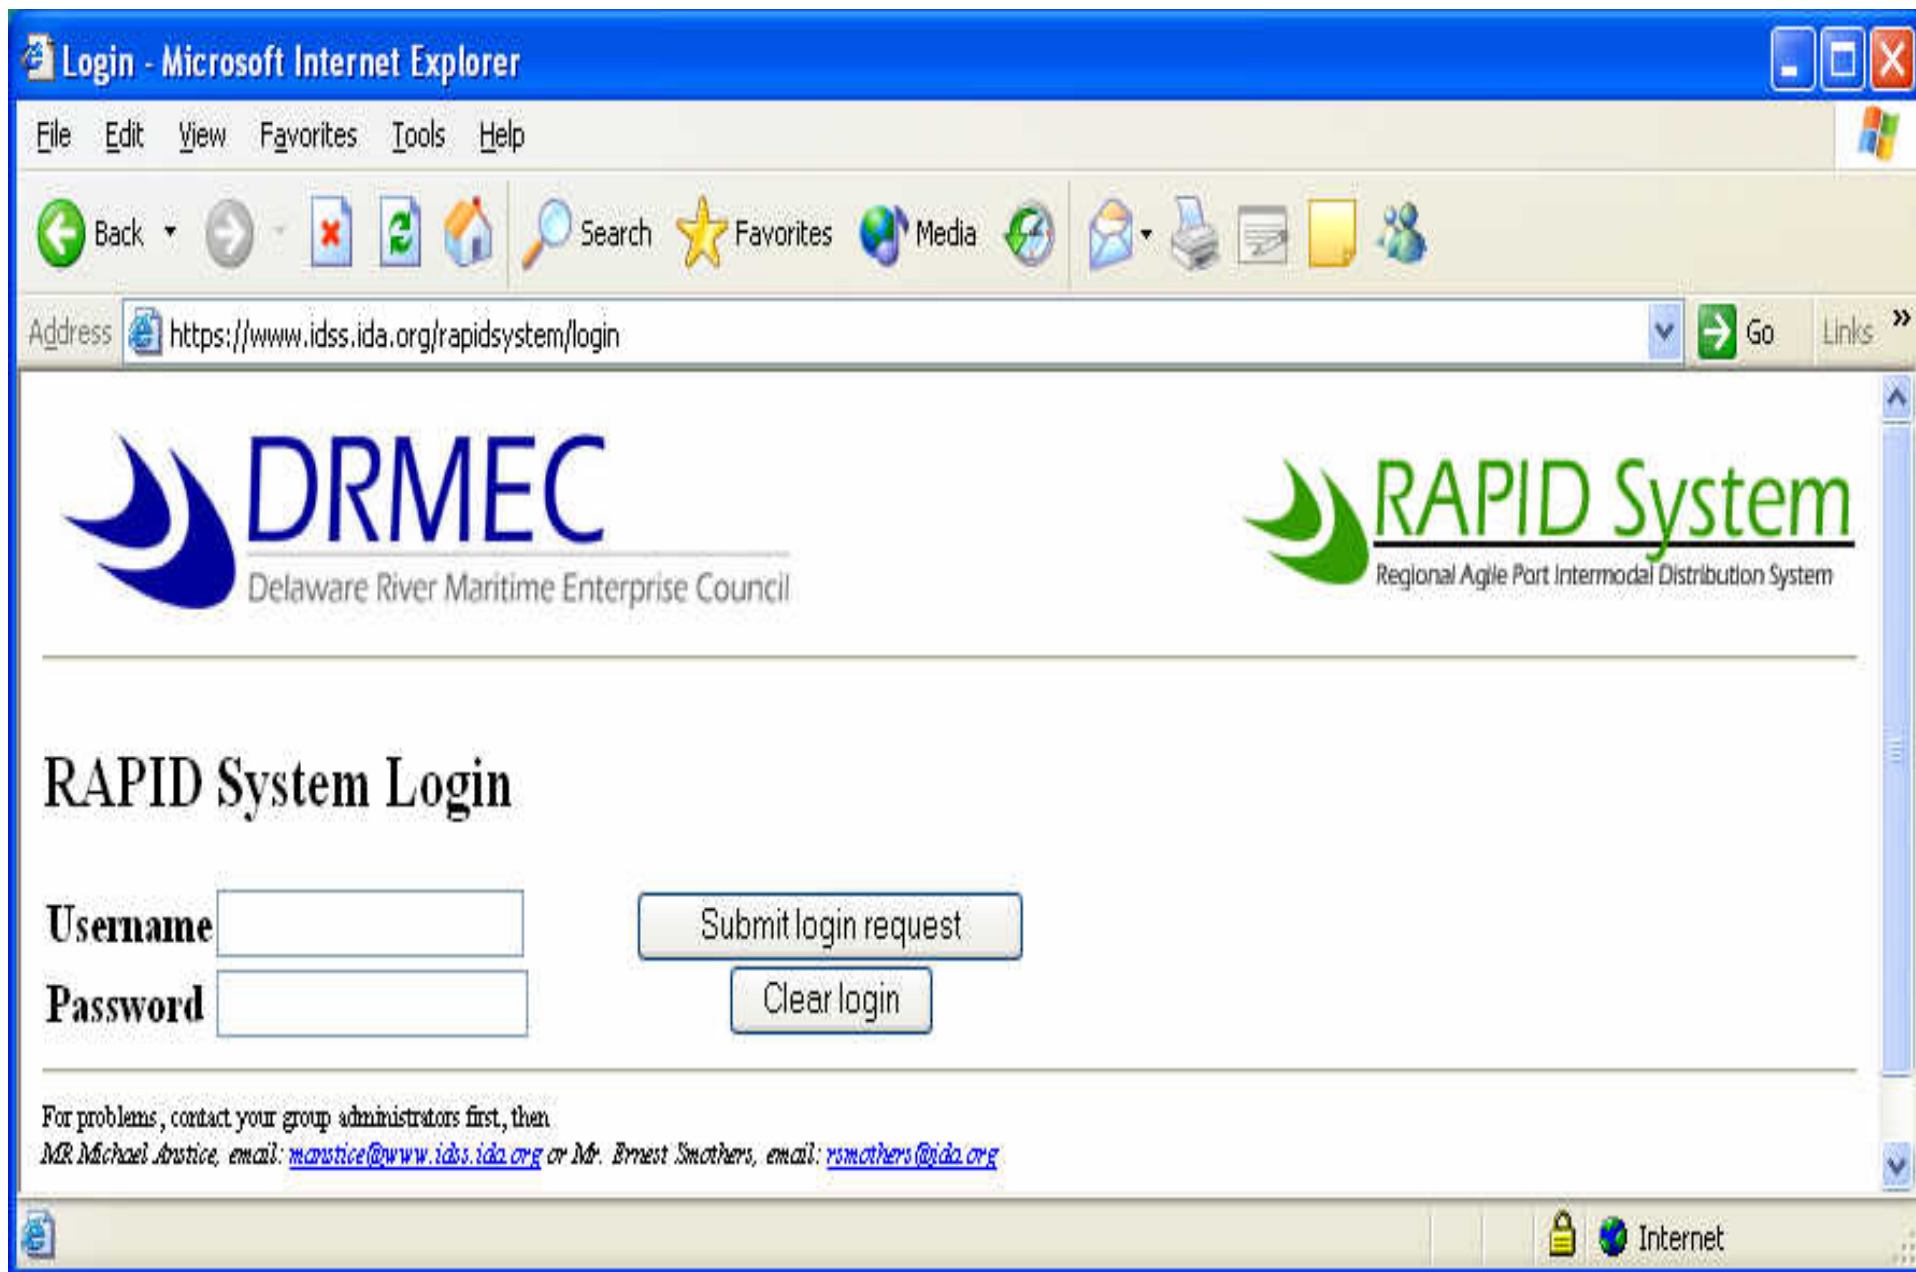 Login - Microsoft Internet Explorer
File Edit View Favorites Tools Help
Back Search Favorites Media
Address https://www.idss.ida.org/rapidsystem/login Go Links »
DRMEC
Delaware River Maritime Enterprise Council
RAPID System
Regional Agile Port Intermodal Distribution System
RAPID System Login
Username Submit login request
Password Clear login
For problems, contact your group administrators first, then
MR Michael Anstice, email: manstice@www.idss.ida.org or Mr. Ernest Smothers, email: rsmothers@ida.org
Internet